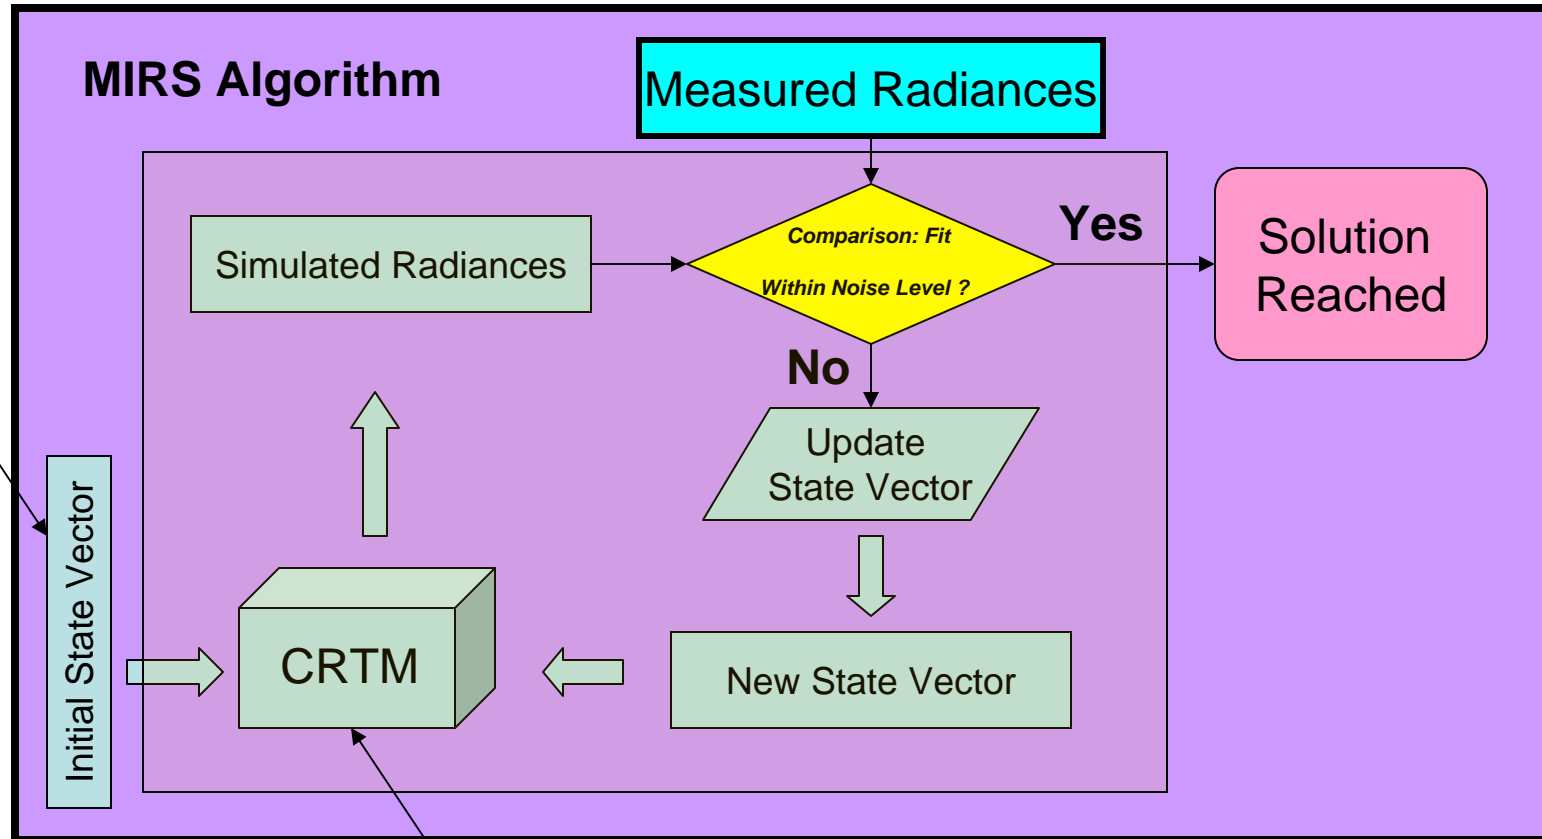 MIRS Algorithm
Measured Radiances
Simulated Radiances
Comparison: Fit
Within Noise Level ?
Yes
Solution
Reached
No
Update
State Vector
Initial State Vector
CRTM
New State Vector